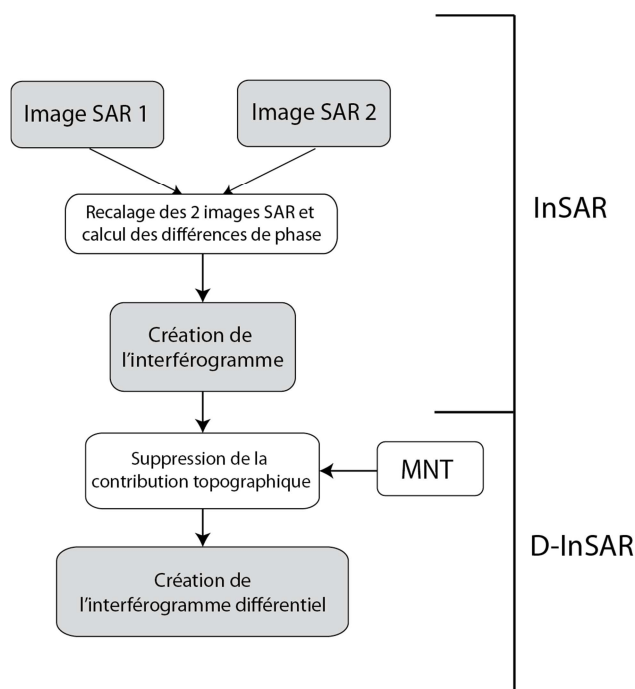 Image SAR 1
Image SAR 2
Recalage des 2 images SAR et
calcul des différences de phase
InSAR
Création de
l'interférogramme
Suppression de la
contribution topographique
MNT
D-InSAR
Création de
l'interférogramme différentiel